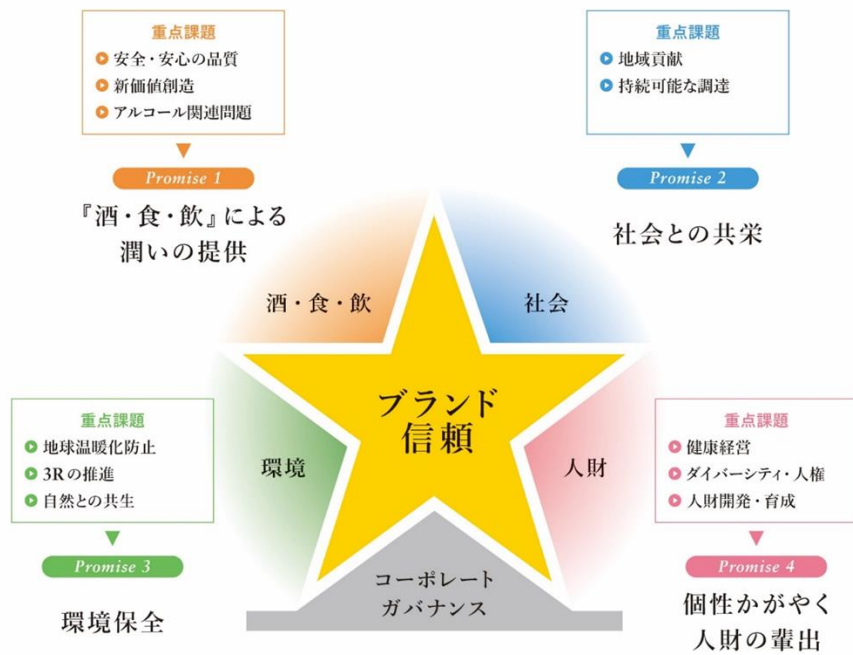 重点課題
安全・安心の品質
新価値創造
アルコール関連問題
Promise 1
『酒・食・飲』による
潤いの提供
重点課題
地域貢献
持続可能な調達
Promise 2
社会との共栄
酒・食・飲
社会
ブランド
信頼
環境
人財
重点課題
地球温暖化防止
3Rの推進
自然との共生
Promise 3
環境保全
重点課題
健康経営
ダイバーシティ・人権
人財開発・育成
Promise 4
個性かがやく
人財の輩出
コーポレート
ガバナンス